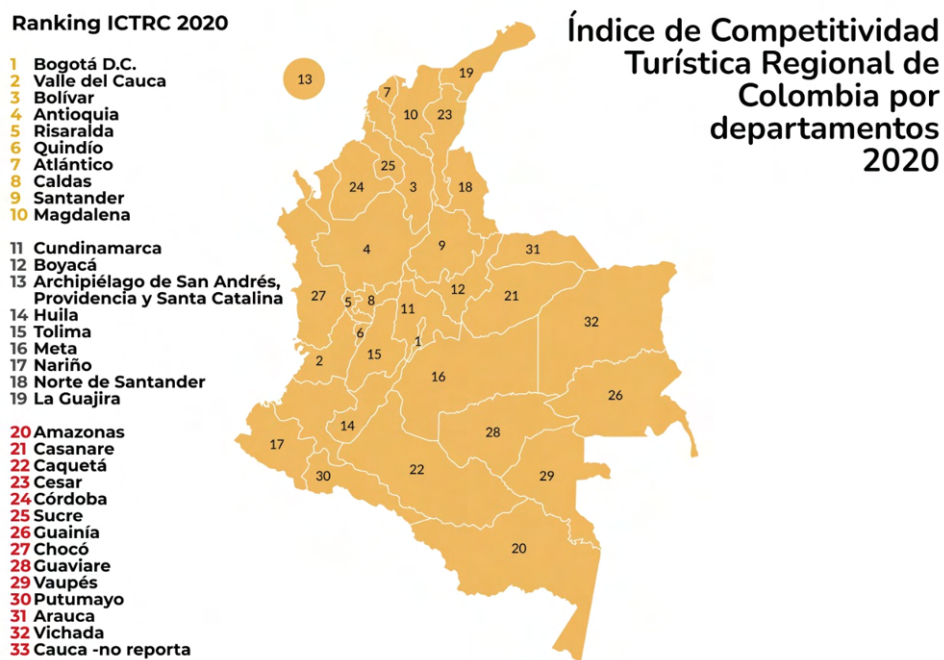 Ranking ICTRC 2020
Índice de Competitividad
Turística Regional de
Colombia por
departamentos
2020
1 Bogotá D.C.
2 Valle del Cauca
3 Bolívar
4 Antioquia
5 Risaralda
6 Quindío
7 Atlántico
8 Caldas
9 Santander
10 Magdalena
11 Cundinamarca
12 Boyacá
13 Archipiélago de San Andrés,
Providencia y Santa Catalina
14 Huila
15 Tolima
16 Meta
17 Nariño
18 Norte de Santander
19 La Guajira
20 Amazonas
21 Casanare
22 Caquetá
23 Cesar
24 Córdoba
25 Sucre
26 Guainía
27 Chocó
28 Guaviare
29 Vaupés
30 Putumayo
31 Arauca
32 Vichada
33 Cauca -no reporta
19
13
7
10
23
25
24
3
18
4
9
31
12
21
27
5
8
11
32
6
1
15
2
16
26
14
28
17
22
30
29
20